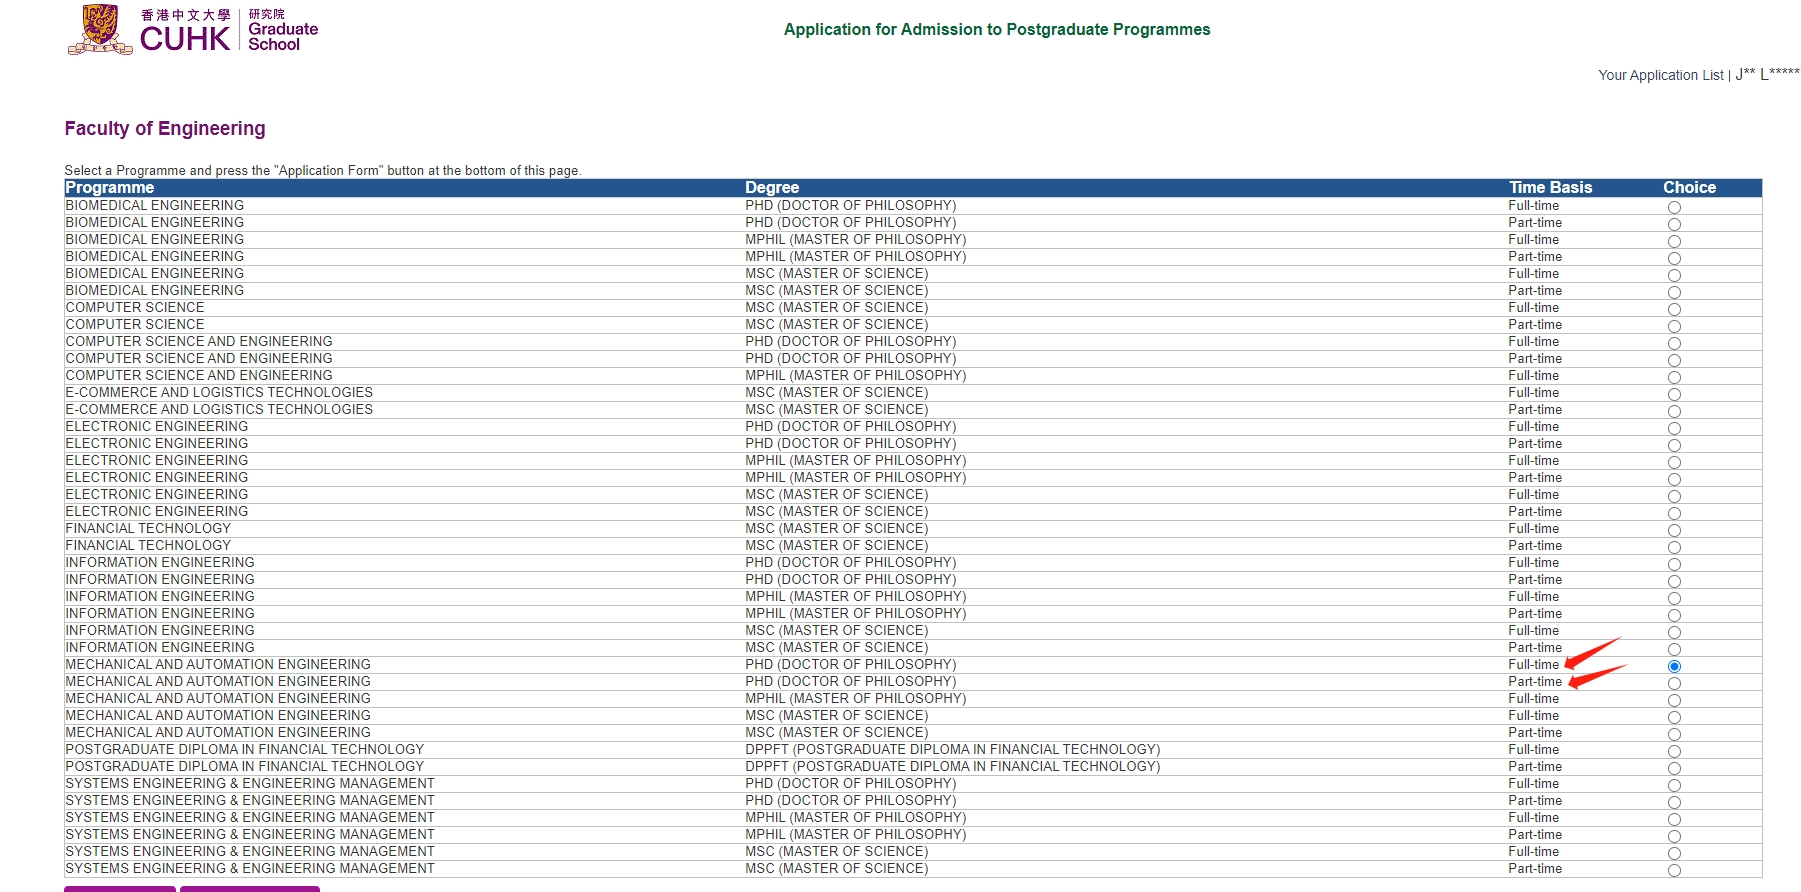 香港中文大學 研究院
CUHK Graduate School
Application for Admission to Postgraduate Programmes
Your Application List | J** L*****
Faculty of Engineering
Select a Programme and press the "Application Form" button at the bottom of this page.
Programme Degree Time Basis Choice
BIOMEDICAL ENGINEERING PHD (DOCTOR OF PHILOSOPHY) Full-time
BIOMEDICAL ENGINEERING PHD (DOCTOR OF PHILOSOPHY) Part-time
BIOMEDICAL ENGINEERING MPHIL (MASTER OF PHILOSOPHY) Full-time
BIOMEDICAL ENGINEERING MPHIL (MASTER OF PHILOSOPHY) Part-time
BIOMEDICAL ENGINEERING MSC (MASTER OF SCIENCE) Full-time
BIOMEDICAL ENGINEERING MSC (MASTER OF SCIENCE) Part-time
COMPUTER SCIENCE MSC (MASTER OF SCIENCE) Full-time
COMPUTER SCIENCE MSC (MASTER OF SCIENCE) Part-time
COMPUTER SCIENCE AND ENGINEERING PHD (DOCTOR OF PHILOSOPHY) Full-time
COMPUTER SCIENCE AND ENGINEERING PHD (DOCTOR OF PHILOSOPHY) Part-time
COMPUTER SCIENCE AND ENGINEERING MPHIL (MASTER OF PHILOSOPHY) Full-time
E-COMMERCE AND LOGISTICS TECHNOLOGIES MSC (MASTER OF SCIENCE) Full-time
E-COMMERCE AND LOGISTICS TECHNOLOGIES MSC (MASTER OF SCIENCE) Part-time
ELECTRONIC ENGINEERING PHD (DOCTOR OF PHILOSOPHY) Full-time
ELECTRONIC ENGINEERING PHD (DOCTOR OF PHILOSOPHY) Part-time
ELECTRONIC ENGINEERING MPHIL (MASTER OF PHILOSOPHY) Full-time
ELECTRONIC ENGINEERING MPHIL (MASTER OF PHILOSOPHY) Part-time
ELECTRONIC ENGINEERING MSC (MASTER OF SCIENCE) Full-time
ELECTRONIC ENGINEERING MSC (MASTER OF SCIENCE) Part-time
FINANCIAL TECHNOLOGY MSC (MASTER OF SCIENCE) Full-time
FINANCIAL TECHNOLOGY MSC (MASTER OF SCIENCE) Part-time
INFORMATION ENGINEERING PHD (DOCTOR OF PHILOSOPHY) Full-time
INFORMATION ENGINEERING PHD (DOCTOR OF PHILOSOPHY) Part-time
INFORMATION ENGINEERING MPHIL (MASTER OF PHILOSOPHY) Full-time
INFORMATION ENGINEERING MPHIL (MASTER OF PHILOSOPHY) Part-time
INFORMATION ENGINEERING MSC (MASTER OF SCIENCE) Full-time
INFORMATION ENGINEERING MSC (MASTER OF SCIENCE) Part-time
MECHANICAL AND AUTOMATION ENGINEERING PHD (DOCTOR OF PHILOSOPHY) Full-time
MECHANICAL AND AUTOMATION ENGINEERING PHD (DOCTOR OF PHILOSOPHY) Part-time
MECHANICAL AND AUTOMATION ENGINEERING MPHIL (MASTER OF PHILOSOPHY) Full-time
MECHANICAL AND AUTOMATION ENGINEERING MSC (MASTER OF SCIENCE) Full-time
MECHANICAL AND AUTOMATION ENGINEERING MSC (MASTER OF SCIENCE) Part-time
POSTGRADUATE DIPLOMA IN FINANCIAL TECHNOLOGY DPPFT (POSTGRADUATE DIPLOMA IN FINANCIAL TECHNOLOGY) Full-time
POSTGRADUATE DIPLOMA IN FINANCIAL TECHNOLOGY DPPFT (POSTGRADUATE DIPLOMA IN FINANCIAL TECHNOLOGY) Part-time
SYSTEMS ENGINEERING & ENGINEERING MANAGEMENT PHD (DOCTOR OF PHILOSOPHY) Full-time
SYSTEMS ENGINEERING & ENGINEERING MANAGEMENT PHD (DOCTOR OF PHILOSOPHY) Part-time
SYSTEMS ENGINEERING & ENGINEERING MANAGEMENT MPHIL (MASTER OF PHILOSOPHY) Full-time
SYSTEMS ENGINEERING & ENGINEERING MANAGEMENT MPHIL (MASTER OF PHILOSOPHY) Part-time
SYSTEMS ENGINEERING & ENGINEERING MANAGEMENT MSC (MASTER OF SCIENCE) Full-time
SYSTEMS ENGINEERING & ENGINEERING MANAGEMENT MSC (MASTER OF SCIENCE) Part-time